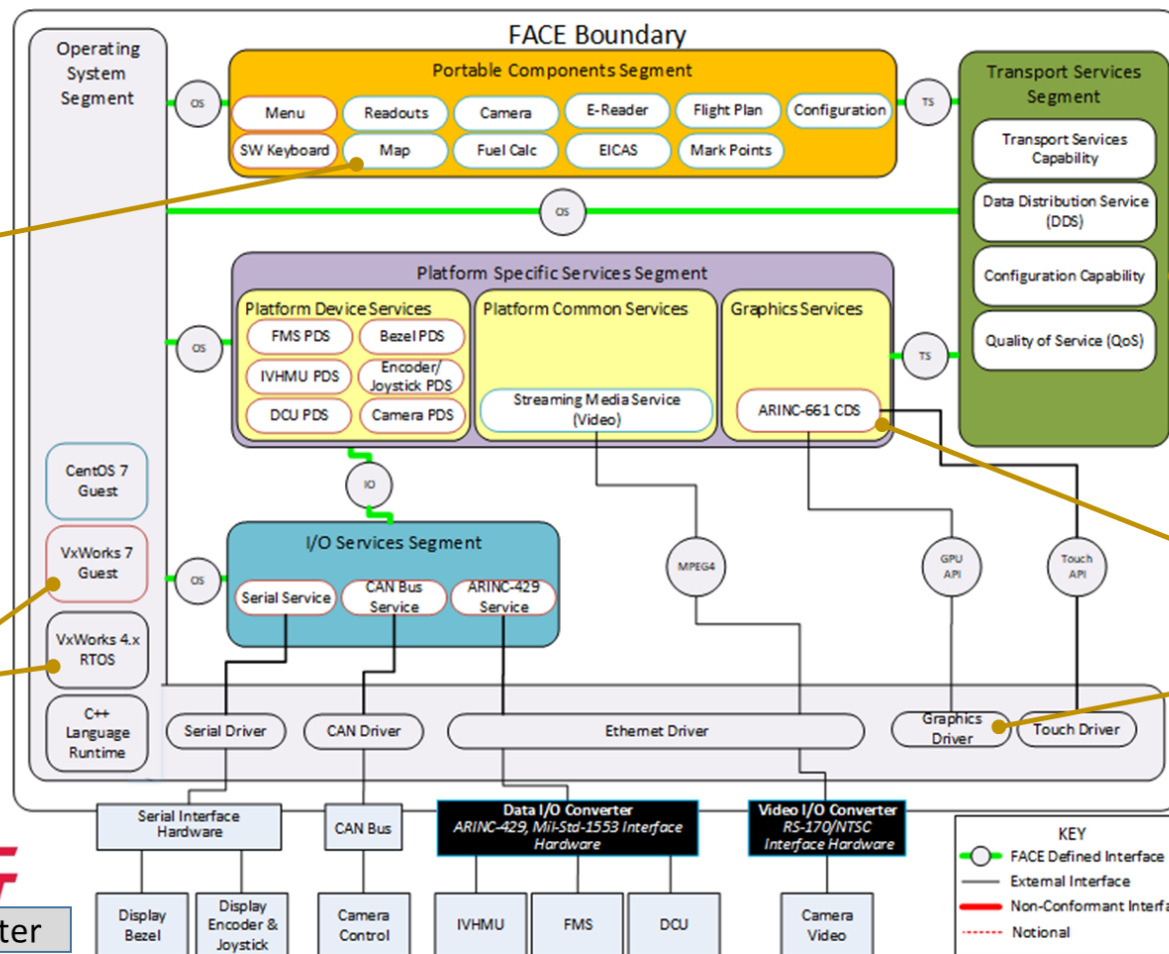 FACE Boundary
Operating
System
Segment
CentOS 7
Guest
VxWorks 7
Guest
VxWorks 4.x
RTOS
C++
Language
Runtime
OS
Portable Components Segment
Menu
Readouts
Camera
E-Reader
Flight Plan
Configuration
SW Keyboard
Map
Fuel Calc
EICAS
Mark Points
TS
Transport Services
Segment
Transport Services
Capability
Data Distribution Service
(DDS)
Configuration Capability
Quality of Service (QoS)
OS
OS
Platform Specific Services Segment
Platform Device Services
FMS PDS
Bezel PDS
IVHMU PDS
Encoder/
Joystick PDS
DCU PDS
Camera PDS
Platform Common Services
Streaming Media Service
(Video)
Graphics Services
ARINC-661 CDS
TS
IO
OS
I/O Services Segment
Serial Service
CAN Bus
Service
ARINC-429
Service
MPEG4
GPU
API
Touch
API
Serial Driver
CAN Driver
Ethernet Driver
Graphics
Driver
Touch Driver
Serial Interface
Hardware
CAN Bus
Data I/O Converter
ARINC-429, Mil-Std-1553 Interface
Hardware
Video I/O Converter
RS-170/NTSC
Interface Hardware
Display
Bezel
Display
Encoder &
Joystick
Camera
Control
IVHMU
FMS
DCU
Camera
Video
KEY
FACE Defined Interface
External Interface
Non-Conformant Interfa
Notional
ter